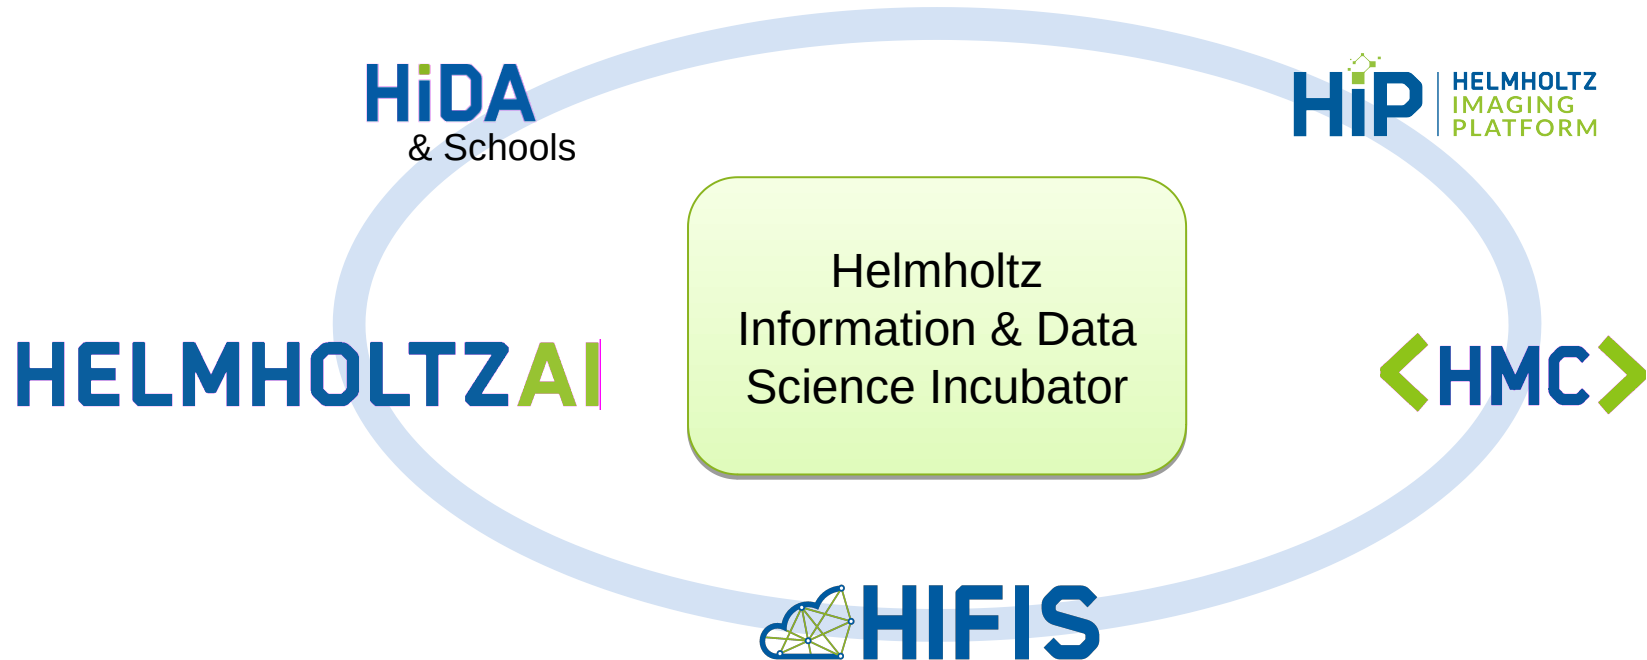 HiDA
& Schools
HiP
HELMHOLTZ
IMAGING
PLATFORM
Helmholtz
Information & Data
Science Incubator
HELMHOLTZAI
<HMC>
HIFIS